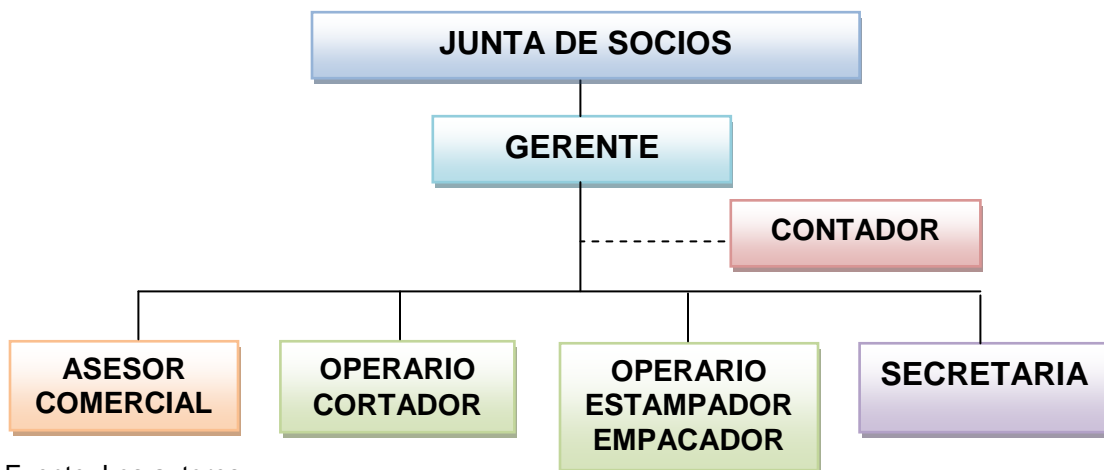 JUNTA DE SOCIOS
GERENTE
CONTADOR
ASESOR
COMERCIAL
OPERARIO
CORTADOR
OPERARIO
ESTAMPADOR
EMPACADOR
SECRETARIA